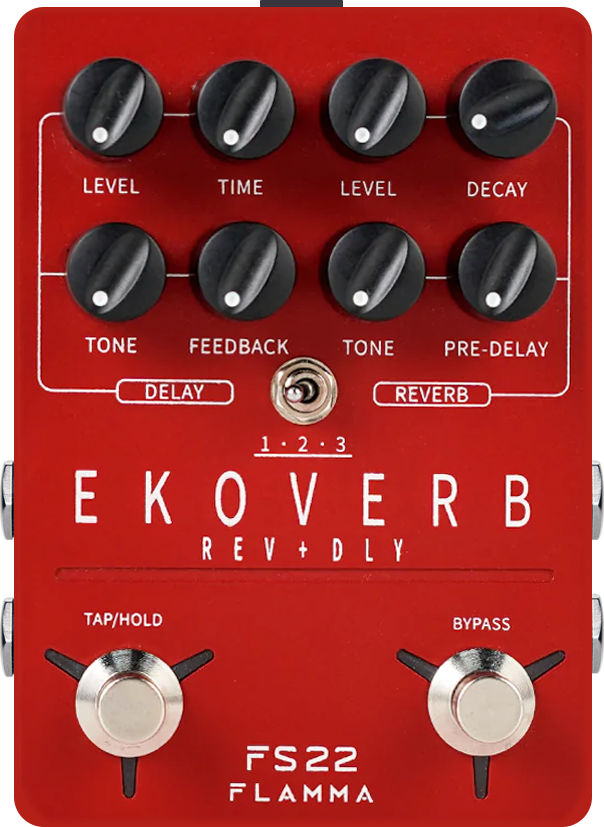 LEVEL TIME LEVEL DECAY
TONE FEEDBACK TONE PRE-DELAY
DELAY REVERB
1 · 2 · 3
EKOVERB
REV+DLY
TAP/HOLD BYPASS
FS22
FLAMMA